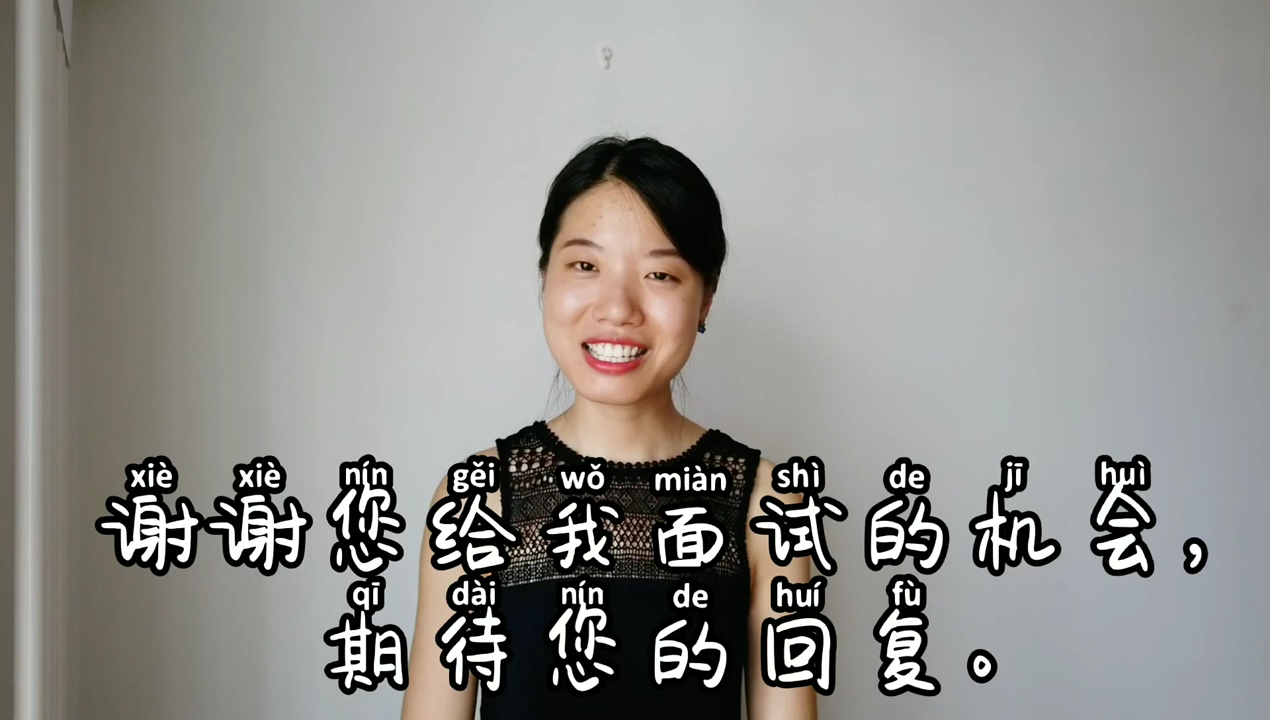 xiè xiè nín gěi wǒ miàn shì de jī huì
谢谢您给我面试的机会，
qī dài nín de huí fù
期待您的回复。